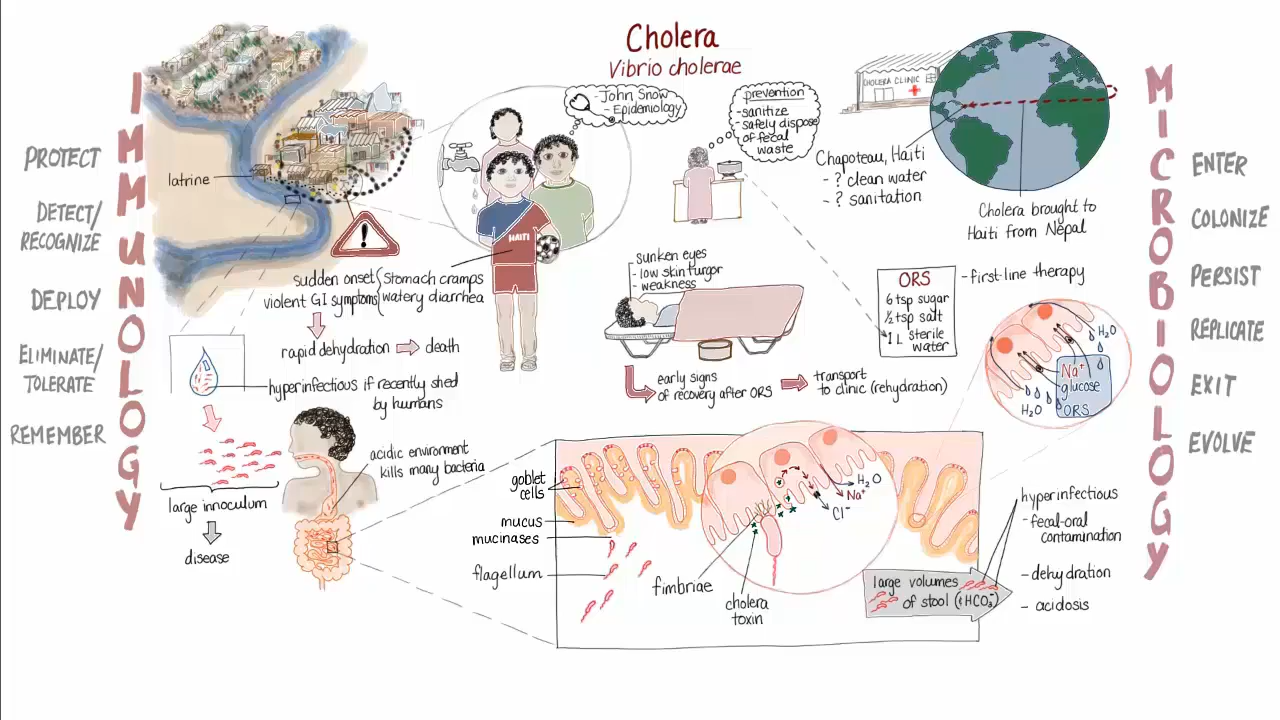 Cholera
Vibrio cholerae
IMMUNOLOGY
PROTECT
DETECT/
RECOGNIZE
DEPLOY
ELIMINATE/
TOLERATE
REMEMBER
MICROBIOLOGY
ENTER
COLONIZE
PERSIST
REPLICATE
EXIT
EVOLVE
latrine
!
sudden onset
violent GI symptoms
Stomach cramps
watery diarrhea
rapid dehydration
death
hyperinfectious if recently shed
by humans
large innoculum
disease
acidic environment
kills many bacteria
HAITI
-John Snow
-Epidemiology
prevention
-sanitize
-safely dispose
of fecal
waste
CHOLERA CLINIC
Chapoteau, Haiti
- ? clean water
- ? sanitation
Cholera brought to
Haiti from Nepal
sunken eyes
-low skin turgor
-weakness
early signs
of recovery after ORS
transport
to clinic (rehydration)
ORS
6 tsp sugar
½ tsp salt
1 L sterile
water
-first-line therapy
H₂O
Na⁺
glucose
H₂O
ORS
goblet
cells
mucus
mucinases
flagellum
fimbriae
cholera
toxin
H₂O
Na⁺
Cl⁻
large volumes
of stool (+HCO₃⁻)
hyperinfectious
-fecal-oral
contamination
- dehydration
- acidosis